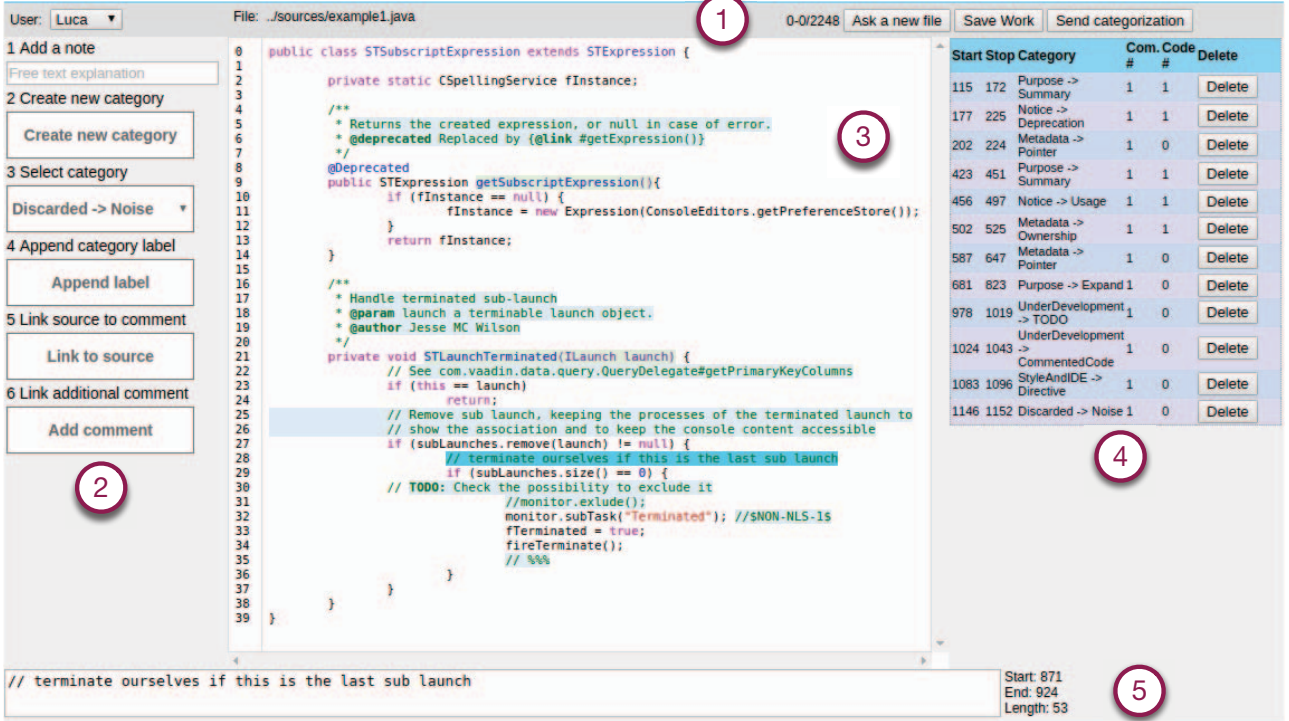 User: Luca ▼ File: ../sources/example1.java 1 0-0/2248 Ask a new file Save Work Send categorization
1 Add a note
Free text explanation
2 Create new category
Create new category
3 Select category
Discarded -> Noise ▾
4 Append category label
Append label
5 Link source to comment
Link to source
6 Link additional comment
Add comment
2
0 public class STSubscriptExpression extends STExpression {
1
2 private static CSpellingService fInstance;
3
4 /**
5 * Returns the created expression, or null in case of error.
6 * @deprecated Replaced by {@link #getExpression()}
7 */
8 @Deprecated
9 public STExpression getSubscriptExpression(){
10 if (fInstance == null) {
11 fInstance = new Expression(ConsoleEditors.getPreferenceStore());
12 }
13 return fInstance;
14 }
15
16 /**
17 * Handle terminated sub-launch
18 * @param launch a terminable launch object.
19 * @author Jesse MC Wilson
20 */
21 private void STLaunchTerminated(ILaunch launch) {
22 // See com.vaadin.data.query.QueryDelegate#getPrimaryKeyColumns
23 if (this == launch)
24 return;
25 // Remove sub launch, keeping the processes of the terminated launch to
26 // show the association and to keep the console content accessible
27 if (subLaunches.remove(launch) != null) {
28 // terminate ourselves if this is the last sub launch
29 if (subLaunches.size() == 0) {
30 // TODO: Check the possibility to exclude it
31 //monitor.exlude();
32 monitor.subTask("Terminated"); //$NON-NLS-1$
33 fTerminated = true;
34 fireTerminate();
35 // %%%
36 }
37 }
38 }
39 }
3
Start Stop Category Com. # Code # Delete
115 172 Purpose -> Summary 1 1 Delete
177 225 Notice -> Deprecation 1 1 Delete
202 224 Metadata -> Pointer 1 0 Delete
423 451 Purpose -> Summary 1 1 Delete
456 497 Notice -> Usage 1 1 Delete
502 525 Metadata -> Ownership 1 1 Delete
587 647 Metadata -> Pointer 1 0 Delete
681 823 Purpose -> Expand 1 0 Delete
978 1019 UnderDevelopment -> TODO 1 0 Delete
1024 1043 UnderDevelopment -> CommentedCode 1 0 Delete
1083 1096 StyleAndIDE -> Directive 1 0 Delete
1146 1152 Discarded -> Noise 1 0 Delete
4
// terminate ourselves if this is the last sub launch
Start: 871
End: 924
Length: 53
5